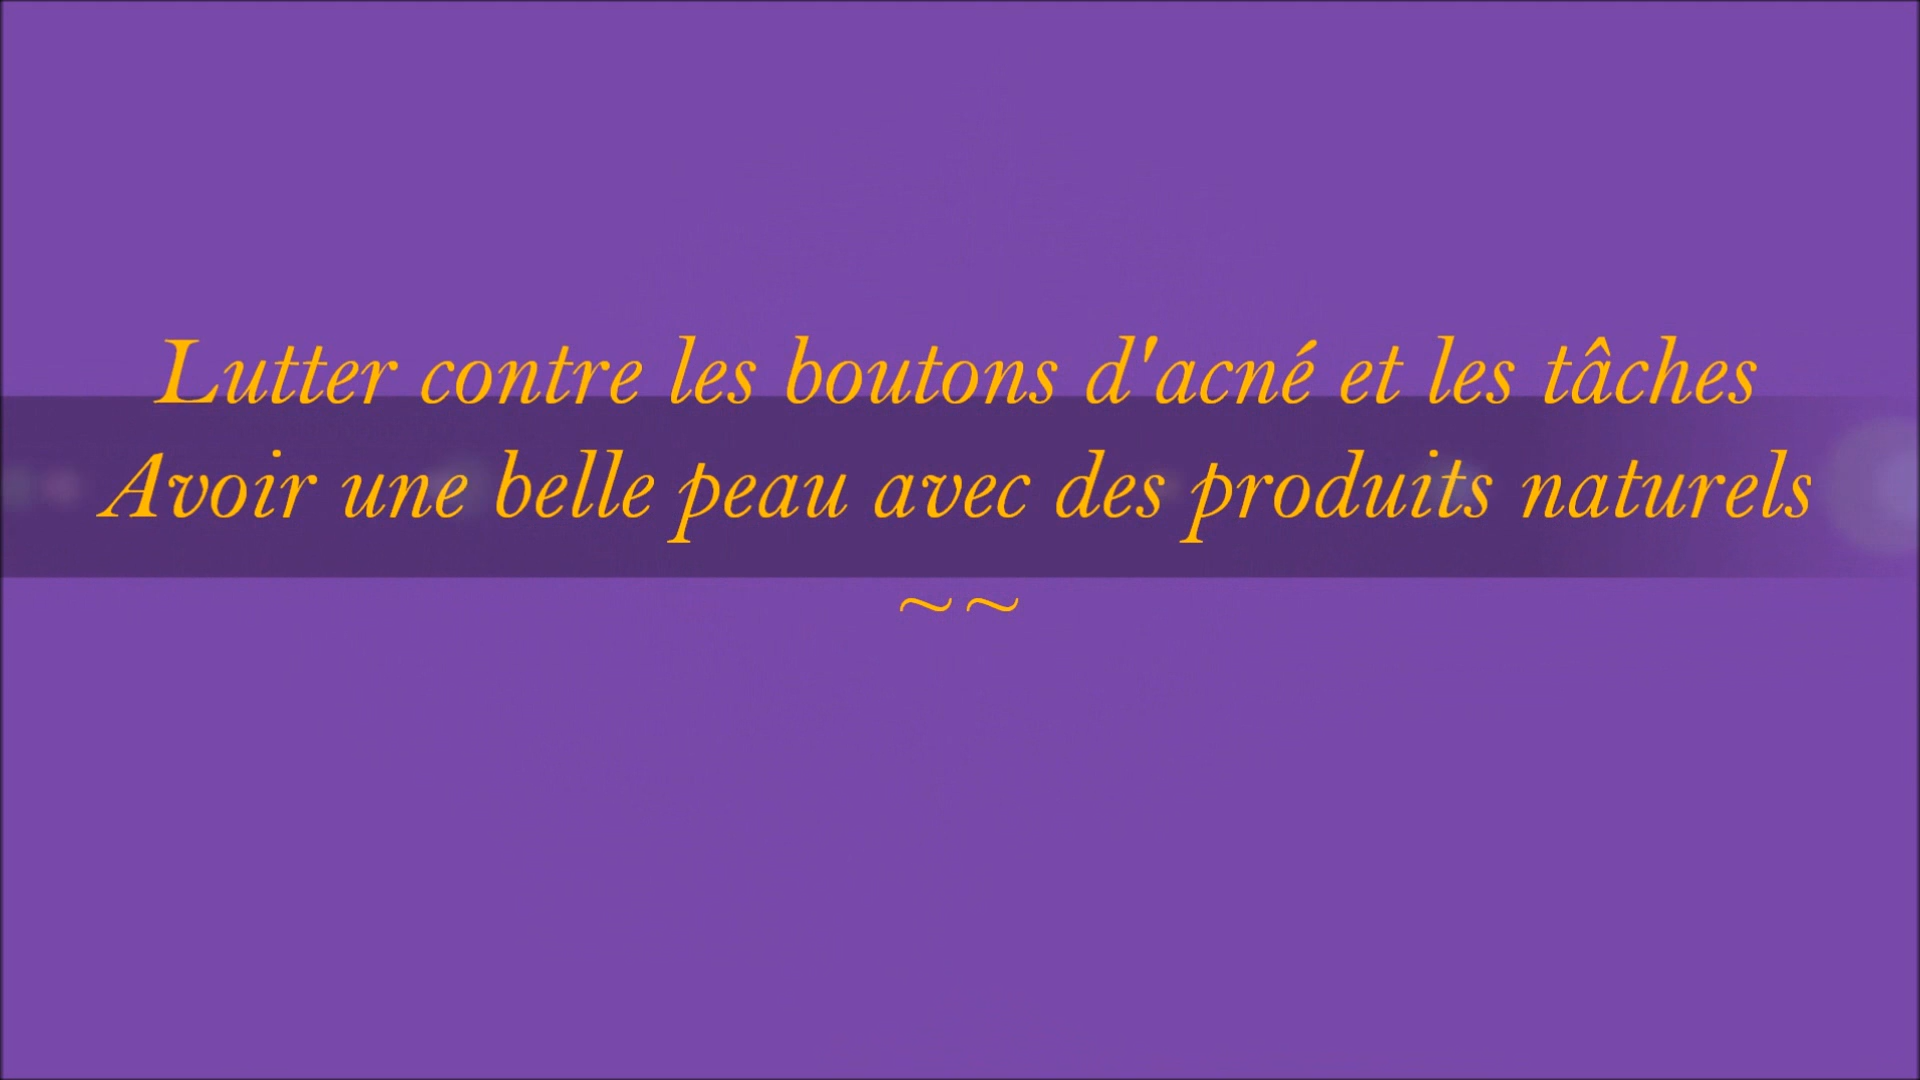 Lutter contre les boutons d'acné et les tâches
Avoir une belle peau avec des produits naturels
~~